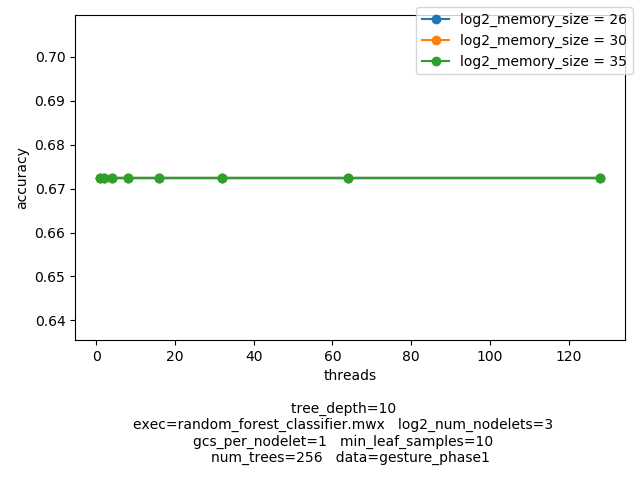 log2_memory_size = 26
log2_memory_size = 30
log2_memory_size = 35
0.70
0.69
0.68
0.67
0.66
0.65
0.64
accuracy
0 20 40 60 80 100 120
threads
tree_depth=10
exec=random_forest_classifier.mwx log2_num_nodelets=3
gcs_per_nodelet=1 min_leaf_samples=10
num_trees=256 data=gesture_phase1